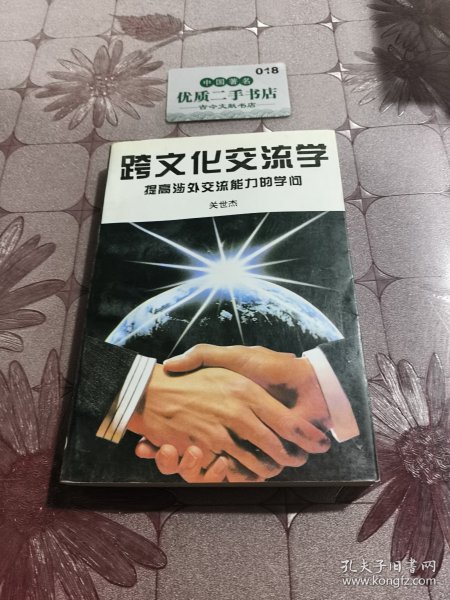 018
中国著名
优质二手书店
古今文献书店
跨文化交流学
提高涉外交流能力的学问
关世杰
孔夫子旧书网
www.kongfz.com